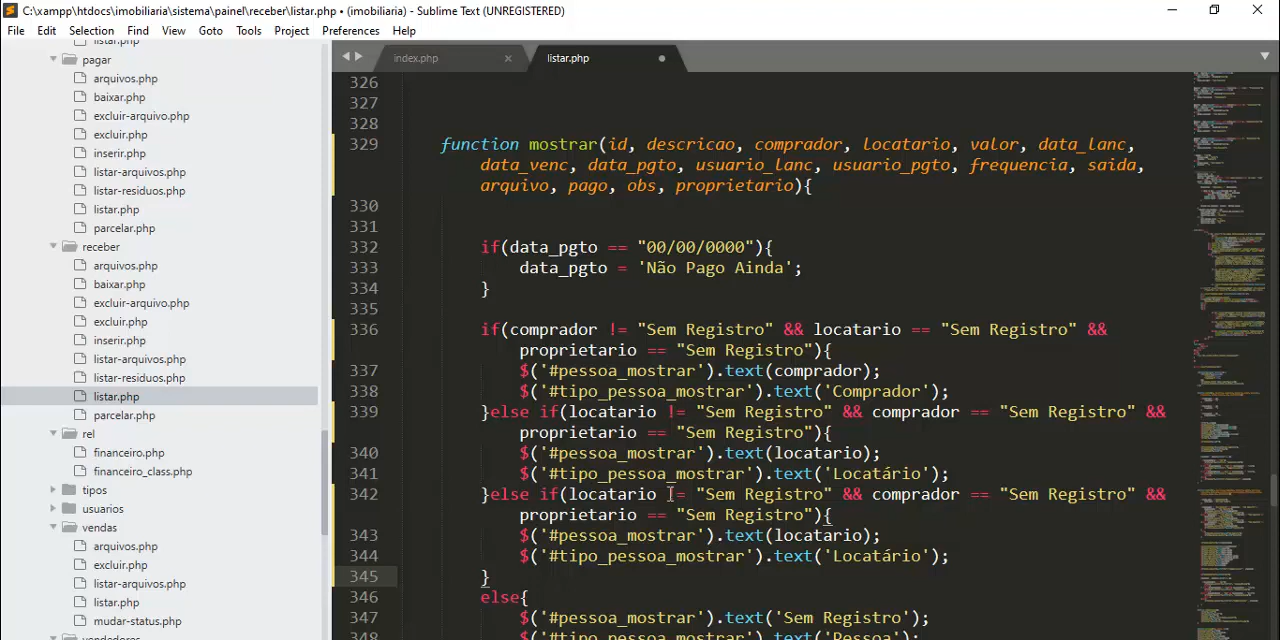 C:\xampp\htdocs\imobiliaria\sistema\painel\receber\listar.php • (imobiliaria) - Sublime Text (UNREGISTERED)
File Edit Selection Find View Goto Tools Project Preferences Help
listar.php
pagar
arquivos.php
baixar.php
excluir-arquivo.php
excluir.php
inserir.php
listar-arquivos.php
listar-residuos.php
listar.php
parcelar.php
receber
arquivos.php
baixar.php
excluir-arquivo.php
excluir.php
inserir.php
listar-arquivos.php
listar-residuos.php
listar.php
parcelar.php
rel
financeiro.php
financeiro_class.php
tipos
usuarios
vendas
arquivos.php
excluir.php
listar-arquivos.php
listar.php
mudar-status.php
vendedores
index.php listar.php
326
327
328
329 function mostrar(id, descricao, comprador, locatario, valor, data_lanc,
data_venc, data_pgto, usuario_lanc, usuario_pgto, frequencia, saida,
arquivo, pago, obs, proprietario){
330
331
332 if(data_pgto == "00/00/0000"){
333 data_pgto = 'Não Pago Ainda';
334 }
335
336 if(comprador != "Sem Registro" && locatario == "Sem Registro" &&
proprietario == "Sem Registro"){
337 $('#pessoa_mostrar').text(comprador);
338 $('#tipo_pessoa_mostrar').text('Comprador');
339 }else if(locatario != "Sem Registro" && comprador == "Sem Registro" &&
proprietario == "Sem Registro"){
340 $('#pessoa_mostrar').text(locatario);
341 $('#tipo_pessoa_mostrar').text('Locatário');
342 }else if(locatario != "Sem Registro" && comprador == "Sem Registro" &&
proprietario == "Sem Registro"){
343 $('#pessoa_mostrar').text(locatario);
344 $('#tipo_pessoa_mostrar').text('Locatário');
345 }
346 else{
347 $('#pessoa_mostrar').text('Sem Registro');
348 $('#tipo_pessoa_mostrar').text('Pessoa');